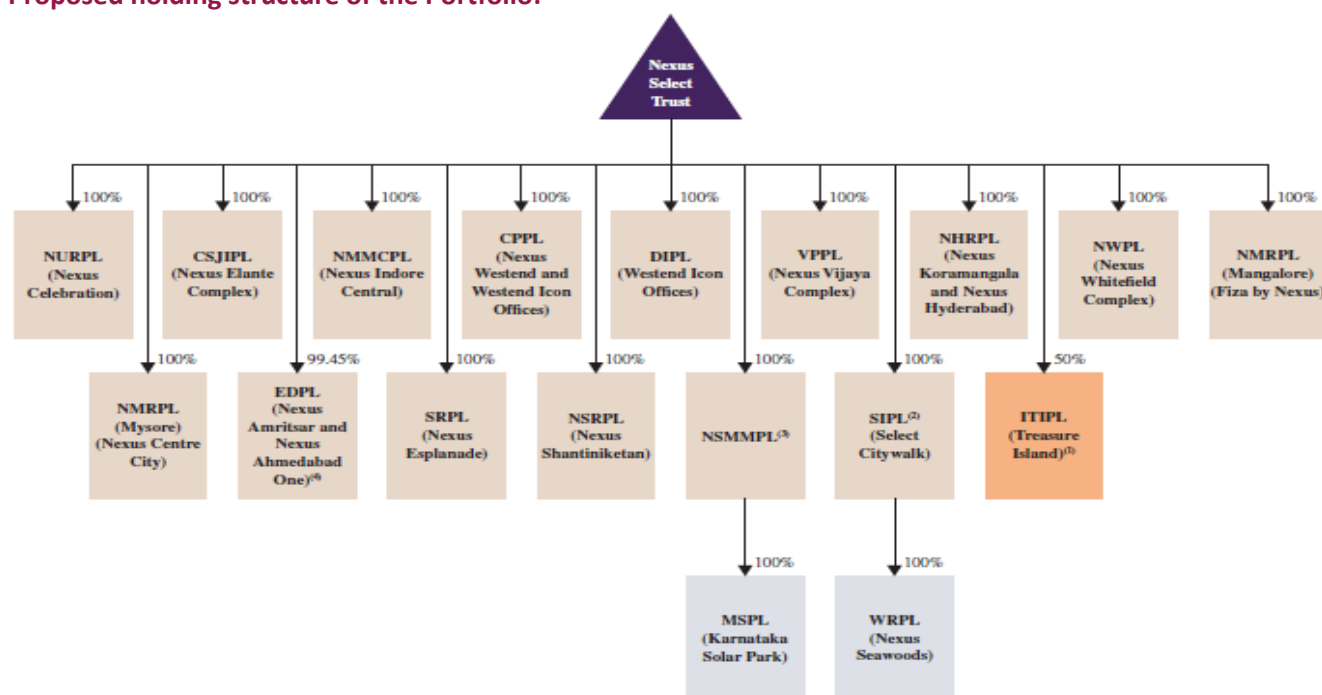 Proposed holding structure of the Portfolio:
Nexus
Select
Trust
100%
100%
100%
100%
100%
100%
100%
100%
100%
NURPL
(Nexus
Celebration)
CSJIPL
(Nexus Elante
Complex)
NMMCPL
(Nexus Indore
Central)
CPPL
(Nexus
Westend and
Westend Icon
Offices)
DIPL
(Westend Icon
Offices)
VPPL
(Nexus Vijaya
Complex)
NHRPL
(Nexus
Koramangala
and Nexus
Hyderabad)
NWPL
(Nexus
Whitefield
Complex)
NMRPL
(Mangalore)
(Fiza by Nexus)
100%
99.45%
100%
100%
100%
100%
50%
NMRPL
(Mysore)
(Nexus Centre
City)
EDPL
(Nexus
Amritsar and
Nexus
Ahmedabad
One)(4)
SRPL
(Nexus
Esplanade)
NSRPL
(Nexus
Shantiniketan)
NSMMPL(3)
SIPL(2)
(Select
Citywalk)
ITIPL
(Treasure
Island)(1)
100%
100%
MSPL
(Karnataka
Solar Park)
WRPL
(Nexus
Seawoods)